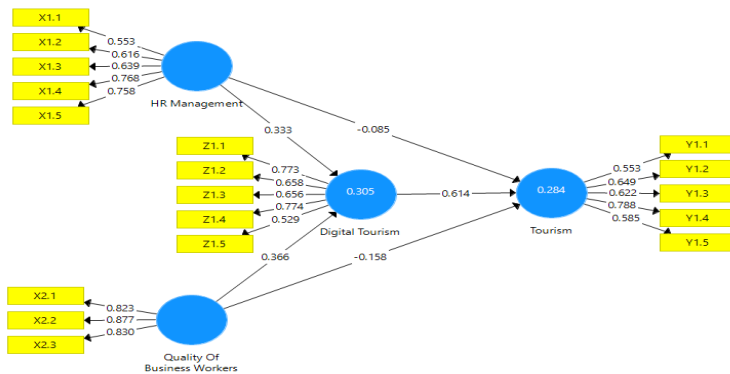 X1.1
X1.2
X1.3
X1.4
X1.5
0.553
0.616
0.639
0.768
0.758
HR Management
0.333
-0.085
Z1.1
Z1.2
Z1.3
Z1.4
Z1.5
0.773
0.658
0.656
0.774
0.529
0.305
Digital Tourism
0.614
0.284
Tourism
0.553
0.649
0.622
0.788
0.585
Y1.1
Y1.2
Y1.3
Y1.4
Y1.5
0.366
-0.158
X2.1
X2.2
X2.3
0.823
0.877
0.830
Quality Of
Business Workers